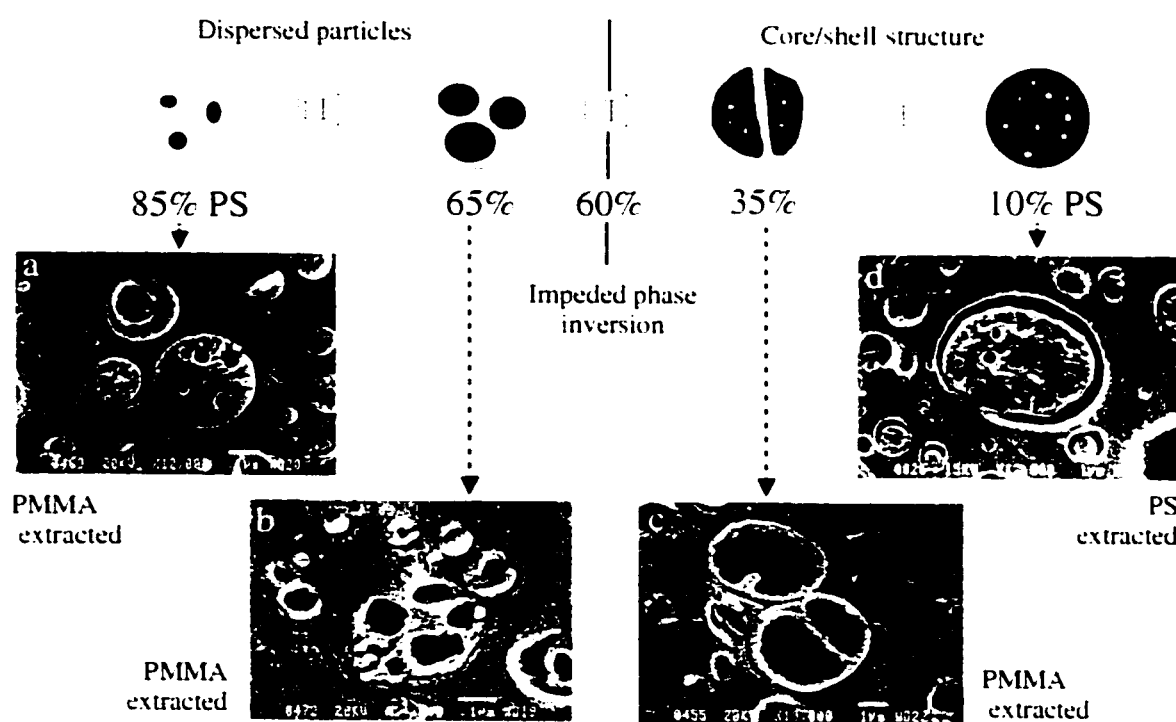 Dispersed particles
Core/shell structure
85% PS
65%
60%
35%
10% PS
Impeded phase
inversion
a
d
PMMA
extracted
PS
extracted
b
c
PMMA
extracted
PMMA
extracted